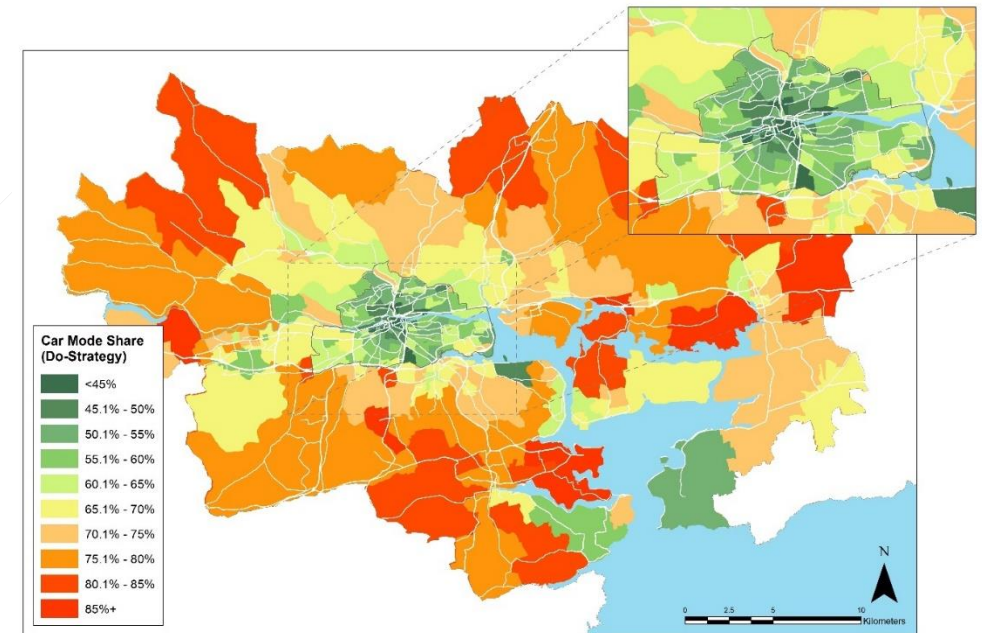 Car Mode Share
(Do-Strategy)
<45%
45.1% - 50%
50.1% - 55%
55.1% - 60%
60.1% - 65%
65.1% - 70%
70.1% - 75%
75.1% - 80%
80.1% - 85%
85%+
N
0 2.5 5 10
Kilometers